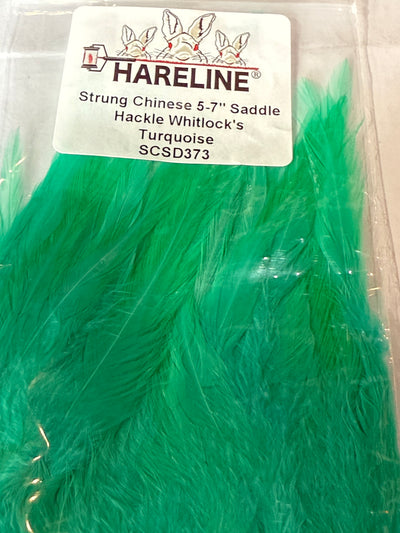 HARELINE®
Strung Chinese 5-7" Saddle
Hackle Whitlock's
Turquoise
SCSD373